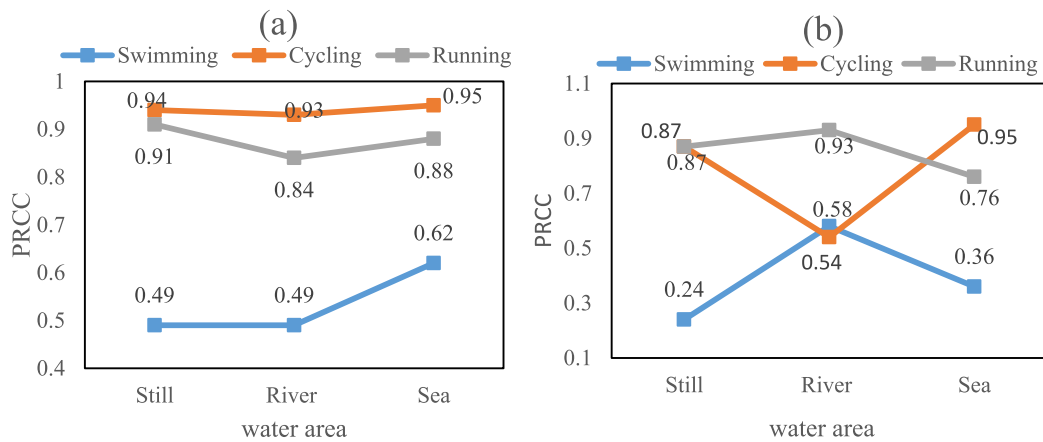 (a)
Swimming Cycling Running
1
0.9
0.8
0.7
0.6
0.5
0.4
PRCC
0.94 0.93 0.95
0.91 0.84 0.88
0.49 0.49 0.62
Still River Sea
water area
(b)
Swimming Cycling Running
1.1
0.9
0.7
0.5
0.3
0.1
PRCC
0.87 0.93 0.76
0.87 0.54 0.95
0.24 0.58 0.36
Still River Sea
water area